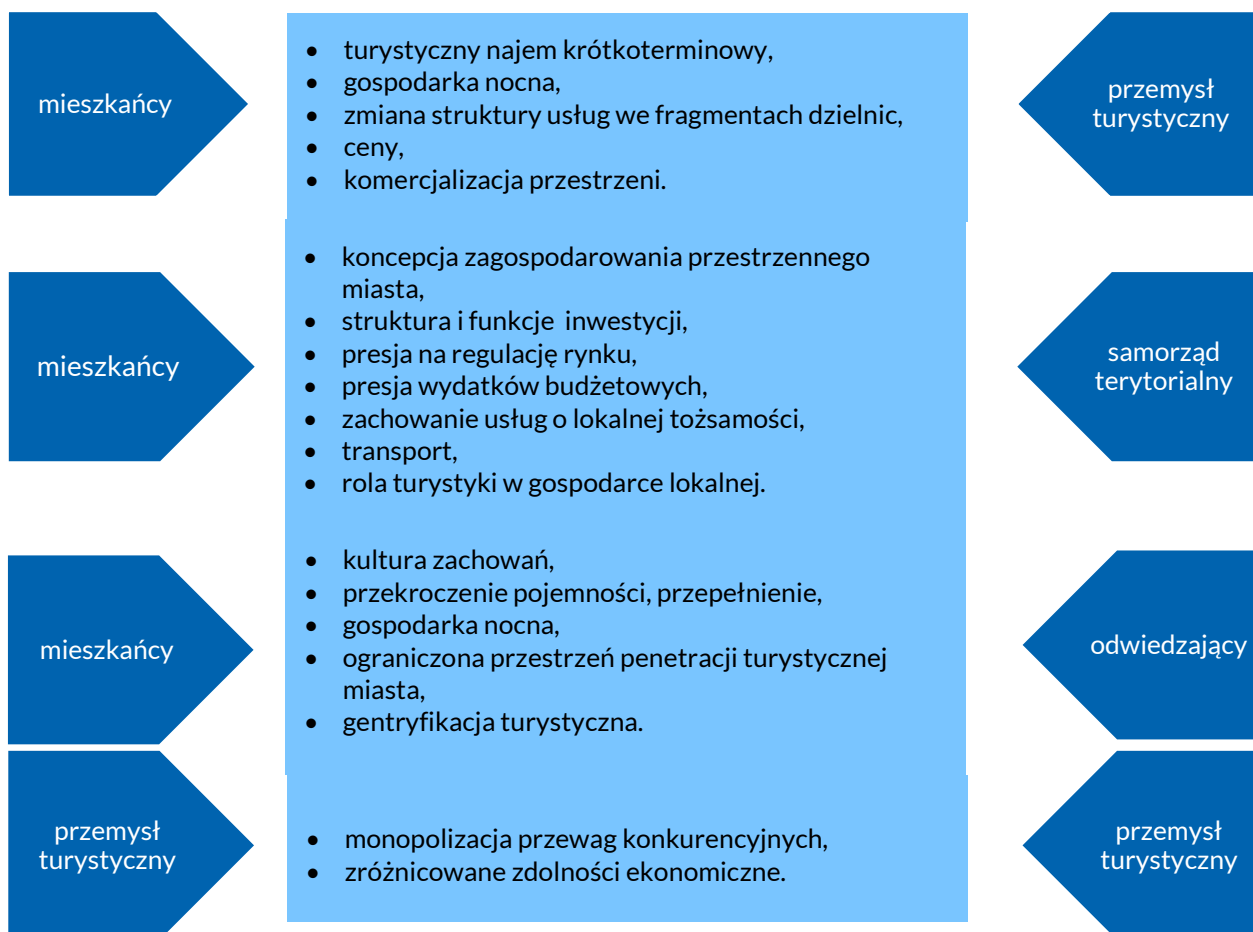 mieszkańcy
• turystyczny najem krótkoterminowy,
• gospodarka nocna,
• zmiana struktury usług we fragmentach dzielnic,
• ceny,
• komercjalizacja przestrzeni.
przemysł
turystyczny
mieszkańcy
• koncepcja zagospodarowania przestrzennego
miasta,
• struktura i funkcje  inwestycji,
• presja na regulację rynku,
• presja wydatków budżetowych,
• zachowanie usług o lokalnej tożsamości,
• transport,
• rola turystyki w gospodarce lokalnej.
samorząd
terytorialny
mieszkańcy
• kultura zachowań,
• przekroczenie pojemności, przepełnienie,
• gospodarka nocna,
• ograniczona przestrzeń penetracji turystycznej
miasta,
• gentryfikacja turystyczna.
odwiedzający
przemysł
turystyczny
• monopolizacja przewag konkurencyjnych,
• zróżnicowane zdolności ekonomiczne.
przemysł
turystyczny